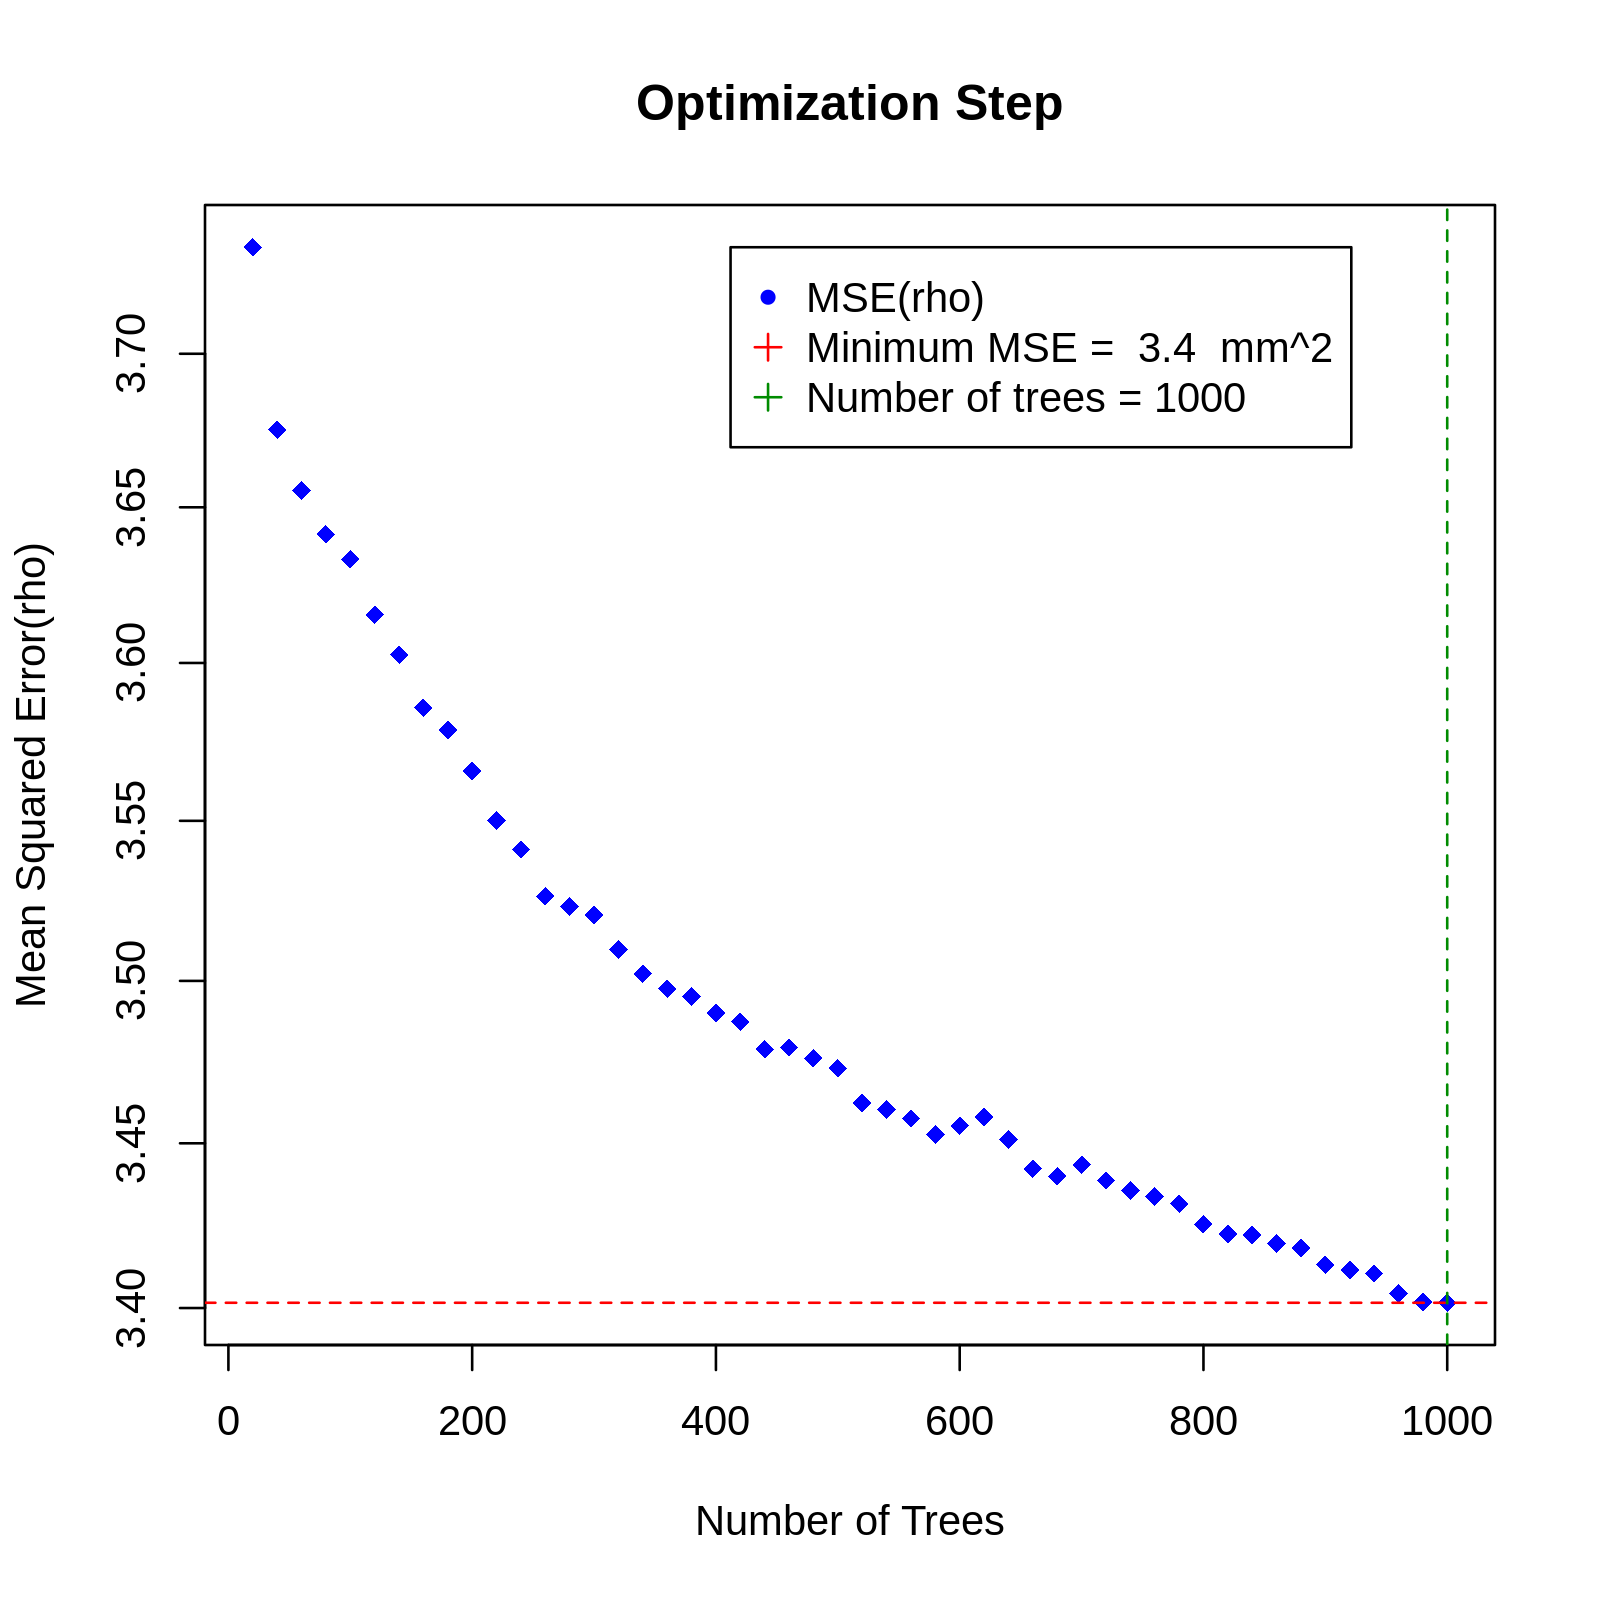 Optimization Step
MSE(rho)
Minimum MSE =  3.4  mm^2
Number of trees = 1000
Mean Squared Error(rho)
3.70
3.65
3.60
3.55
3.50
3.45
3.40
0 200 400 600 800 1000
Number of Trees